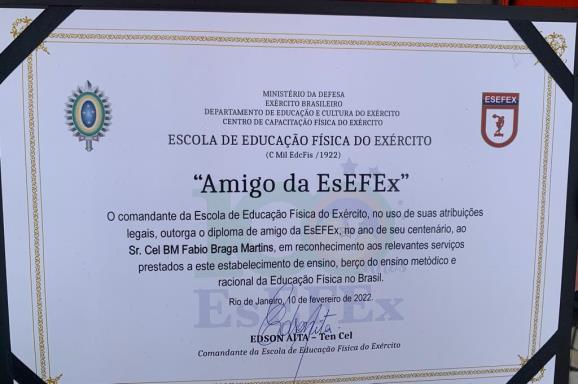 MINISTÉRIO DA DEFESA
EXÉRCITO BRASILEIRO
DEPARTAMENTO DE EDUCAÇÃO E CULTURA DO EXÉRCITO
CENTRO DE CAPACITAÇÃO FÍSICA DO EXÉRCITO
ESEFEX
ESCOLA DE EDUCAÇÃO FÍSICA DO EXÉRCITO
(C Mil EdcFis /1922)
“Amigo da EsEFEx”
O comandante da Escola de Educação Física do Exército, no uso de suas atribuições
legais, outorga o diploma de amigo da EsEFEx, no ano de seu centenário, ao
Sr. Cel BM Fabio Braga Martins, em reconhecimento aos relevantes serviços
prestados a este estabelecimento de ensino, berço do ensino metódico e
racional da Educação Física no Brasil.
Rio de Janeiro, 10 de fevereiro de 2022.
EsEFEx
EDSON AITA – Ten Cel
Comandante da Escola de Educação Física do Exército